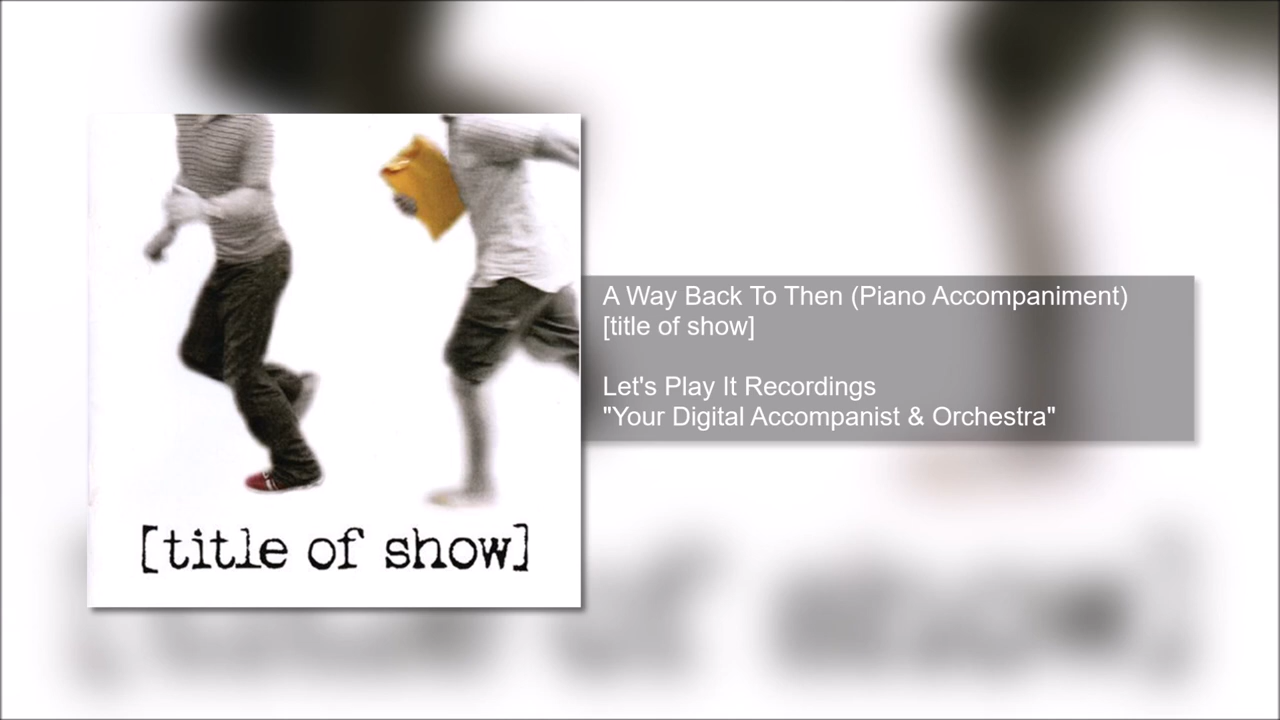 A Way Back To Then (Piano Accompaniment)
[title of show]
Let's Play It Recordings
"Your Digital Accompanist & Orchestra"
[title of show]